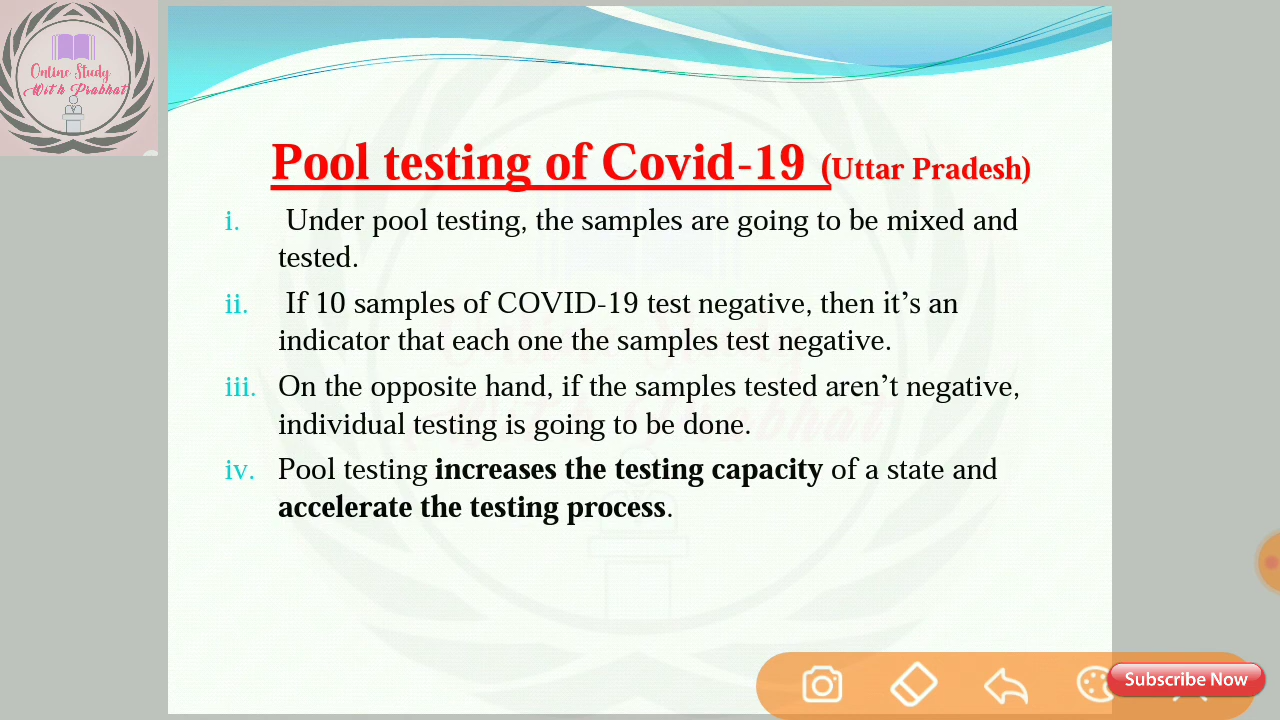 Online Study
With Prabhat
Pool testing of Covid-19 (Uttar Pradesh)
i. Under pool testing, the samples are going to be mixed and
tested.
ii. If 10 samples of COVID-19 test negative, then it’s an
indicator that each one the samples test negative.
iii. On the opposite hand, if the samples tested aren’t negative,
individual testing is going to be done.
iv. Pool testing increases the testing capacity of a state and
accelerate the testing process.
Subscribe Now